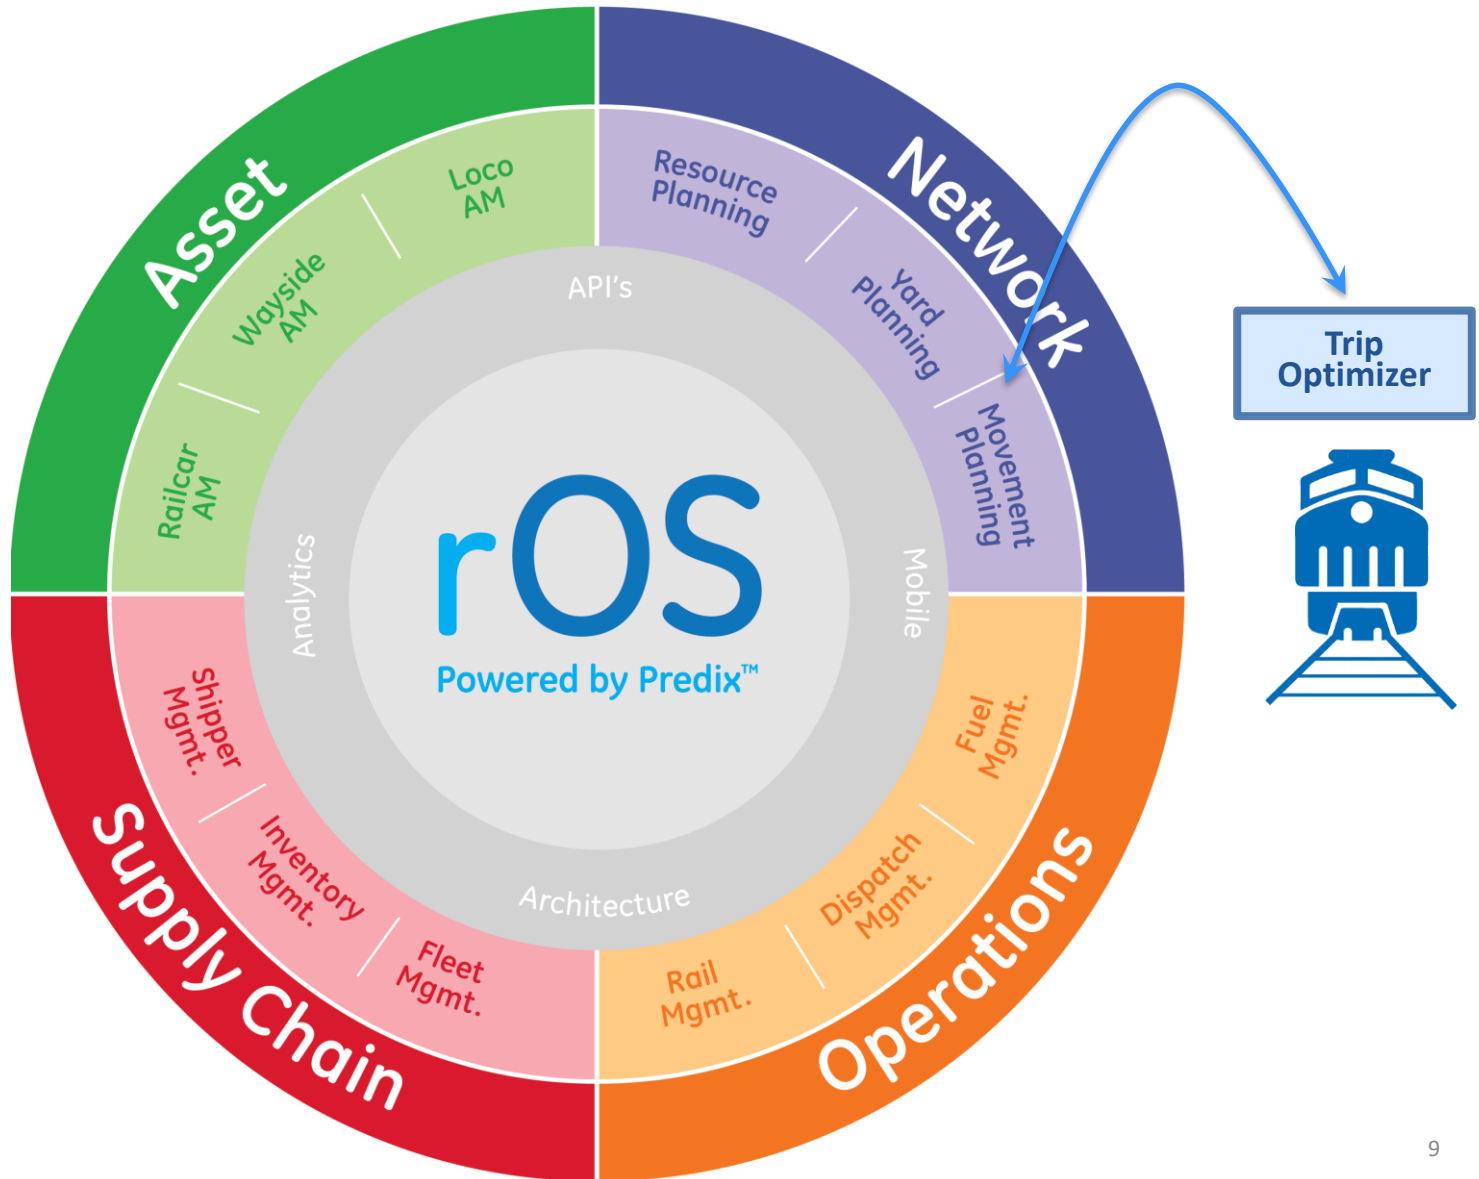 Asset
Loco
AM
Wayside
AM
Railcar
AM
Network
Resource
Planning
Yard
Planning
Movement
Planning
Trip
Optimizer
API's
Analytics
Mobile
Architecture
rOS
Powered by Predix™
Supply Chain
Shipper
Mgmt.
Inventory
Mgmt.
Fleet
Mgmt.
Operations
Fuel
Mgmt.
Dispatch
Mgmt.
Rail
Mgmt.
9